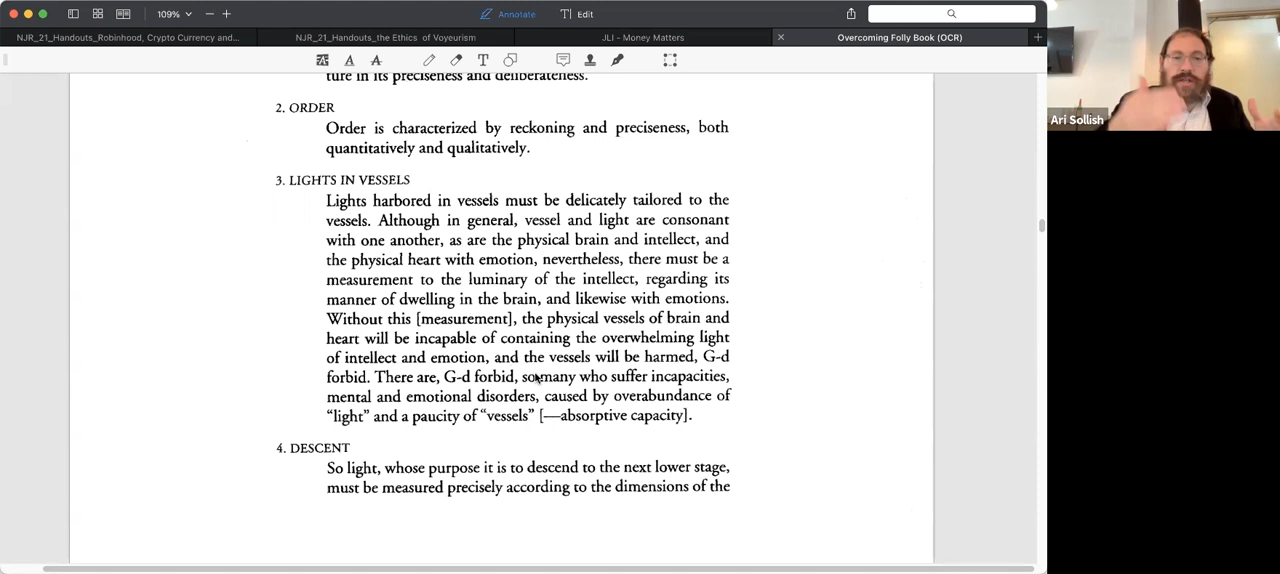 109%
Annotate
Edit
NJR_21_Handouts_Robinhood, Crypto Currency and...
NJR_21_Handouts_the Ethics of Voyeurism
JLI - Money Matters
Overcoming Folly Book (OCR)
ture in its preciseness and deliberateness.
2. ORDER
Order is characterized by reckoning and preciseness, both
quantitatively and qualitatively.
3. LIGHTS IN VESSELS
Lights harbored in vessels must be delicately tailored to the
vessels. Although in general, vessel and light are consonant
with one another, as are the physical brain and intellect, and
the physical heart with emotion, nevertheless, there must be a
measurement to the luminary of the intellect, regarding its
manner of dwelling in the brain, and likewise with emotions.
Without this [measurement], the physical vessels of brain and
heart will be incapable of containing the overwhelming light
of intellect and emotion, and the vessels will be harmed, G-d
forbid. There are, G-d forbid, so many who suffer incapacities,
mental and emotional disorders, caused by overabundance of
“light” and a paucity of “vessels” [—absorptive capacity].
4. DESCENT
So light, whose purpose it is to descend to the next lower stage,
must be measured precisely according to the dimensions of the
Ari Sollish